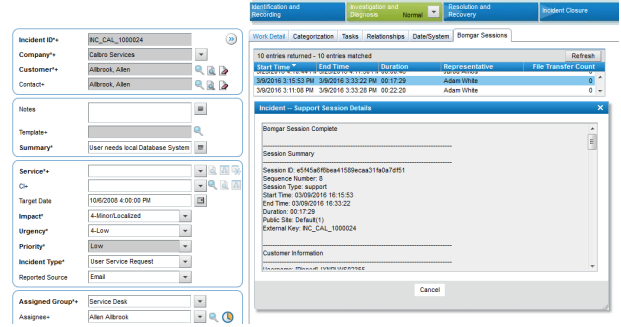 Identification and
Recording
Investigation and
Diagnosis
Normal
Resolution and
Recovery
Incident Closure
Incident ID*+
INC_CAL_1000024
Company*+
Calbro Services
Customer*+
Allbrook, Allen
Contact+
Allbrook, Allen
Notes
Template+
Summary*
User needs local Database System
Service*+
CI+
Target Date
10/6/2008 4:00:00 PM
Impact*
4-Minor/Localized
Urgency*
4-Low
Priority*
Low
Incident Type*
User Service Request
Reported Source
Email
Assigned Group*+
Service Desk
Assignee+
Allen Allbrook
Work Detail Categorization Tasks Relationships Date/System Bomgar Sessions
10 entries returned - 10 entries matched
Refresh
Start Time End Time Duration Representative File Transfer Count
3/9/2016 3:15:53 PM 3/9/2016 3:33:22 PM 00:17:29 Adam White 0
3/9/2016 3:11:08 PM 3/9/2016 3:33:28 PM 00:22:20 Adam White 0
Incident -- Support Session Details
Bomgar Session Complete
Session Summary
Session ID: e5f45a6f6bea41589ecaa31fa0a7df51
Sequence Number: 8
Session Type: support
Start Time: 03/09/2016 16:15:53
End Time: 03/09/2016 16:33:22
Duration: 00:17:29
Public Site: Default(1)
External Key: INC_CAL_1000024
Customer Information
Cancel